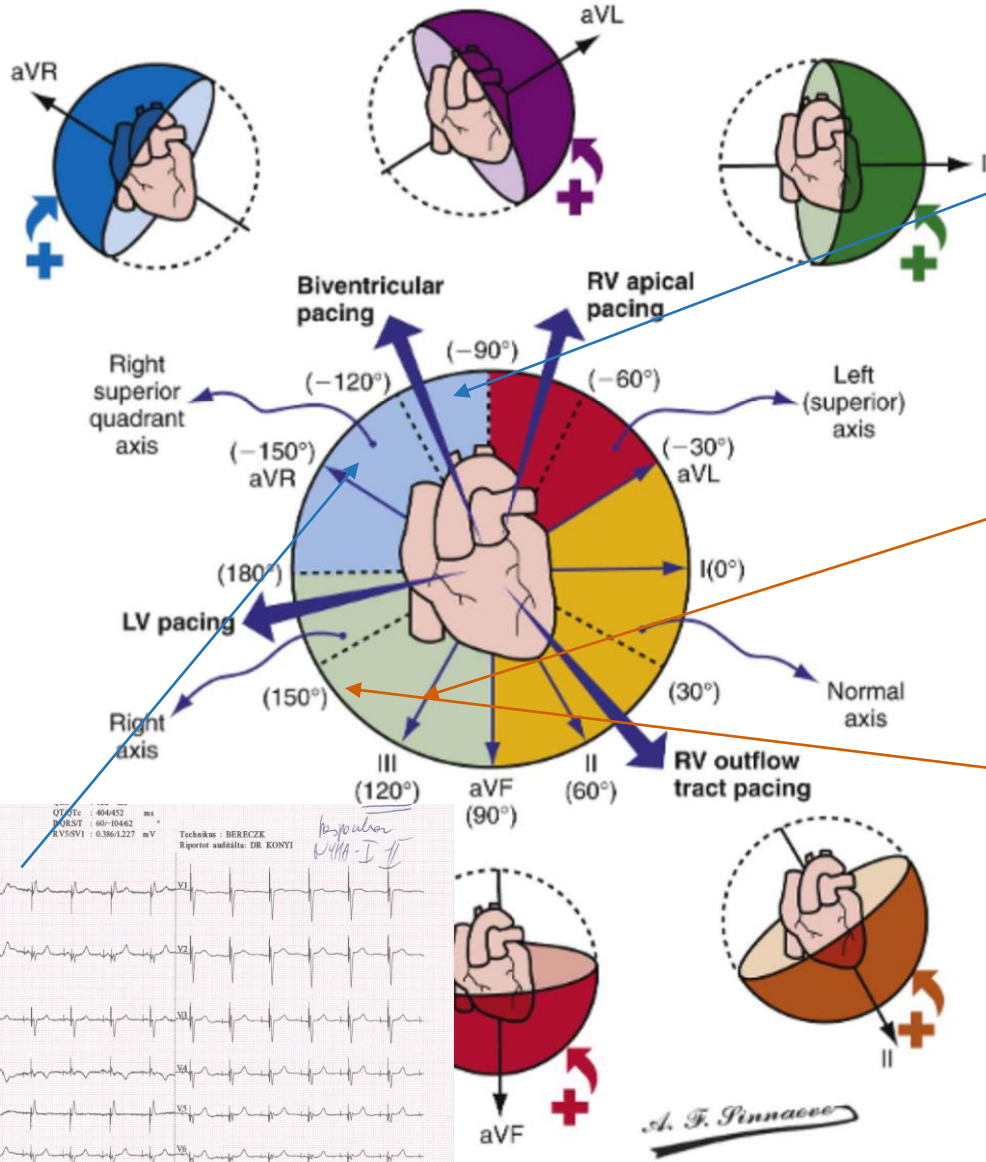 aVR
aVL
I
Biventricular
pacing
RV apical
pacing
(−90°)
(−120°)
(−60°)
Right
superior
quadrant
axis
Left
(superior)
axis
(−150°)
aVR
(−30°)
aVL
(180°)
I(0°)
LV pacing
(150°)
(30°)
Right
axis
Normal
axis
III
(120°)
aVF
(90°)
II
(60°)
RV outflow
tract pacing
QT/QTc : 404/452 ms
P/QRS/T : 60/-104/62 °
RV5/SV1 : 0.386/1.227 mV
Technikus : BERECZK
Riportot auditálta: DR KONYI
NYHA-I-II
V1
V2
V3
V4
V5
V6
aVF
II
A. F. Sinnaeve